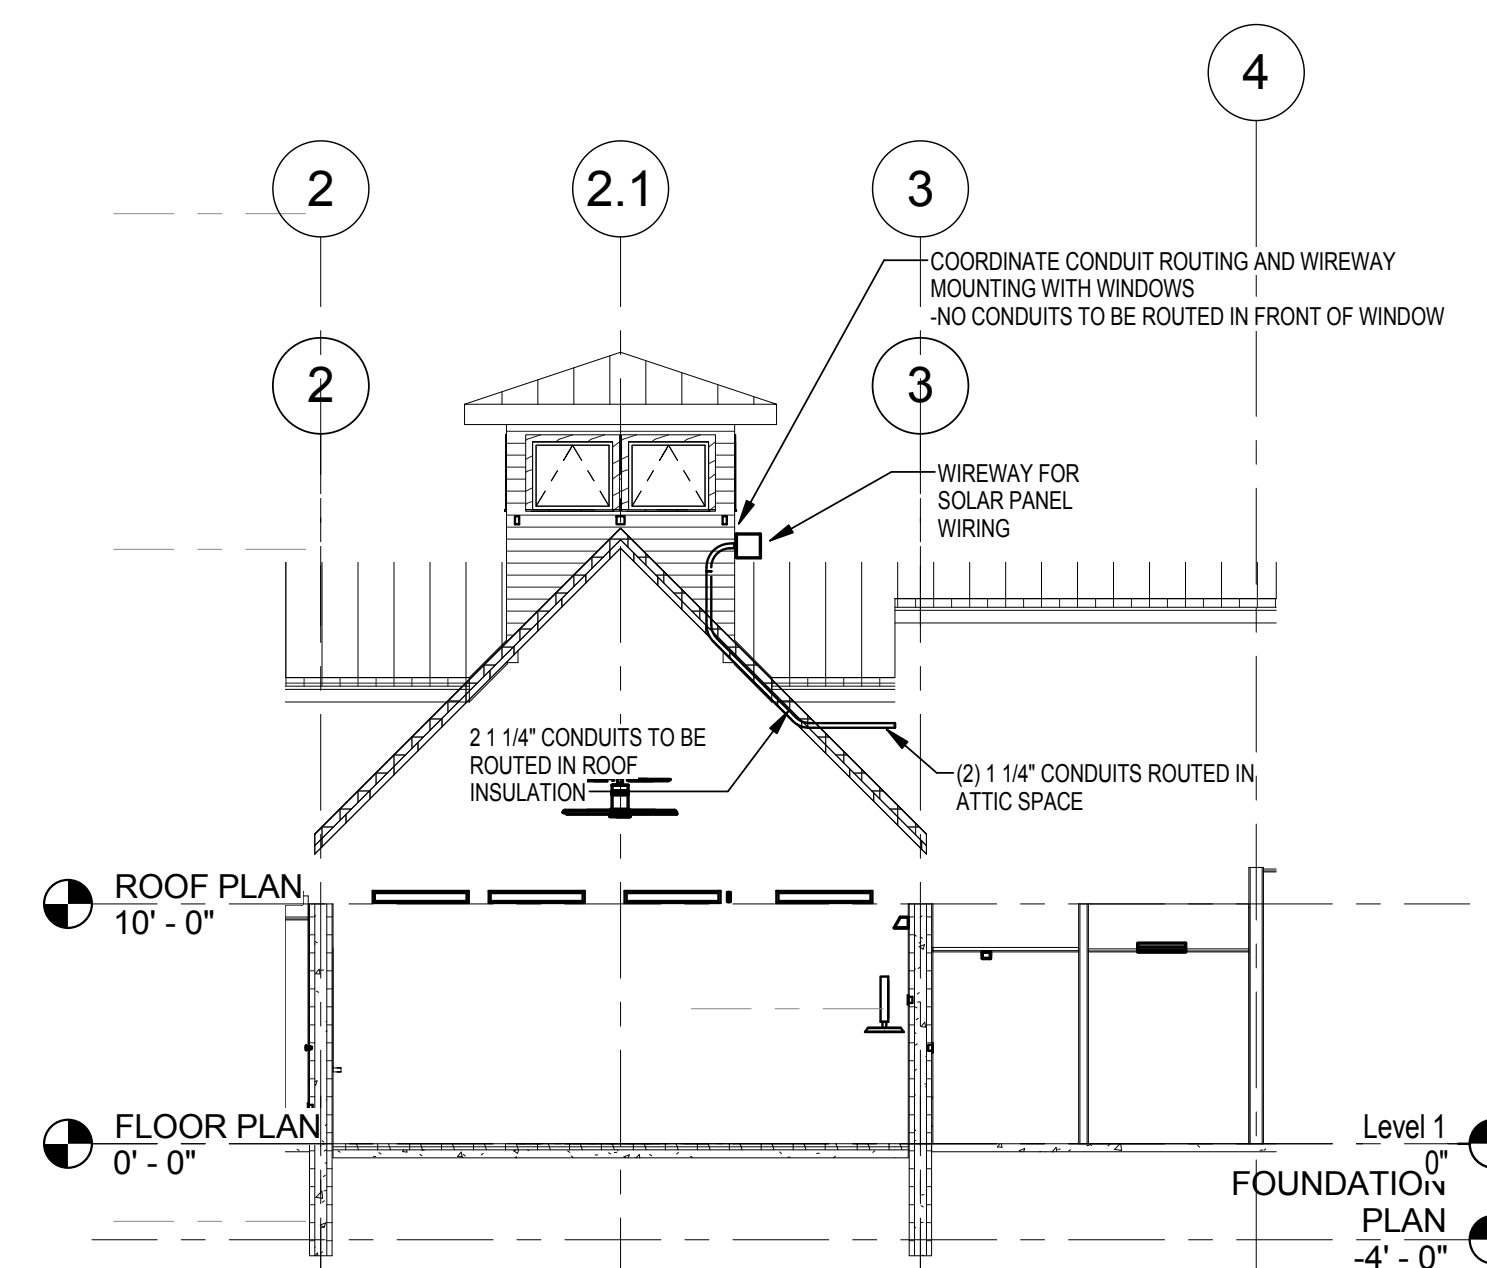 4
2
2.1
3
COORDINATE CONDUIT ROUTING AND WIREWAY
MOUNTING WITH WINDOWS
-NO CONDUITS TO BE ROUTED IN FRONT OF WINDOW
2
3
WIREWAY FOR
SOLAR PANEL
WIRING
2 1 1/4" CONDUITS TO BE
ROUTED IN ROOF
INSULATION
(2) 1 1/4" CONDUITS ROUTED IN
ATTIC SPACE
ROOF PLAN
10' - 0"
FLOOR PLAN
0' - 0"
Level 1
0"
FOUNDATION
PLAN
-4' - 0"